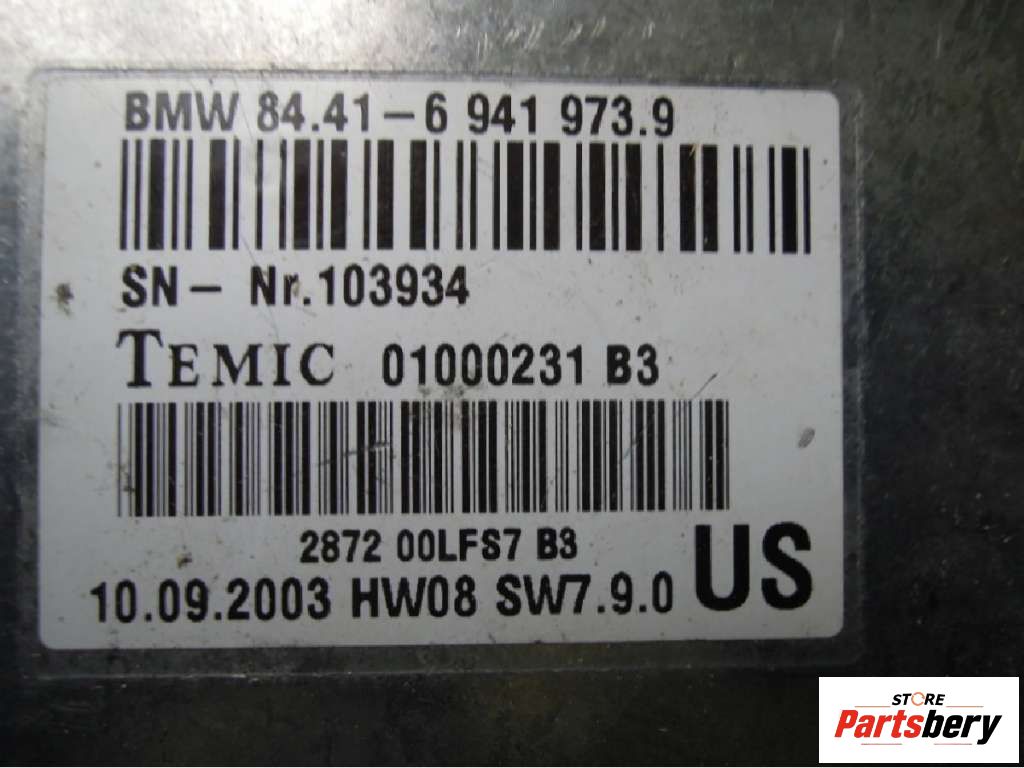 BMW 84.41-6 941 973.9
SN- Nr.103934
TEMIC 01000231 B3
2872 00LFS7 B3
10.09.2003 HW08 SW7.9.0 US
STORE
Partsbery